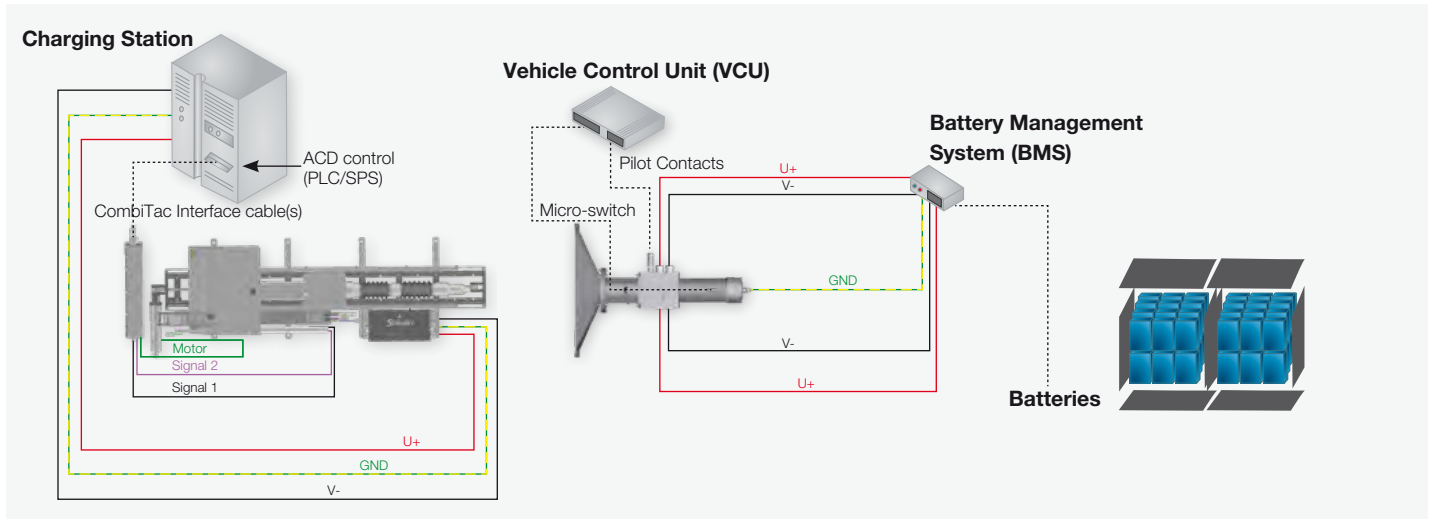 Charging Station
Vehicle Control Unit (VCU)
Battery Management
System (BMS)
ACD control
(PLC/SPS)
Pilot Contacts
U+
V-
CombiTac Interface cable(s)
Micro-switch
GND
Motor
Signal 2
Signal 1
V-
U+
Batteries
U+
GND
V-